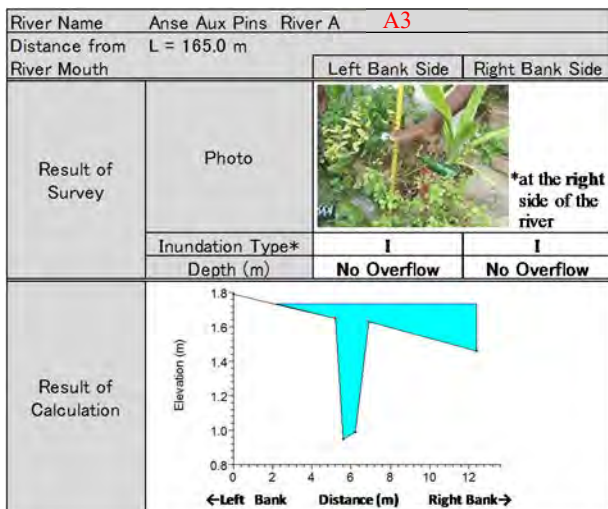 River Name Anse Aux Pins River A A3
Distance from L = 165.0 m
River Mouth Left Bank Side Right Bank Side
Result of Survey
Photo
*at the right side of the river
Inundation Type* I I
Depth (m) No Overflow No Overflow
Result of Calculation
Elevation (m)
1.8
1.6
1.4
1.2
1.0
0.8
0 2 4 6 8 10 12
←Left Bank Distance (m) Right Bank→